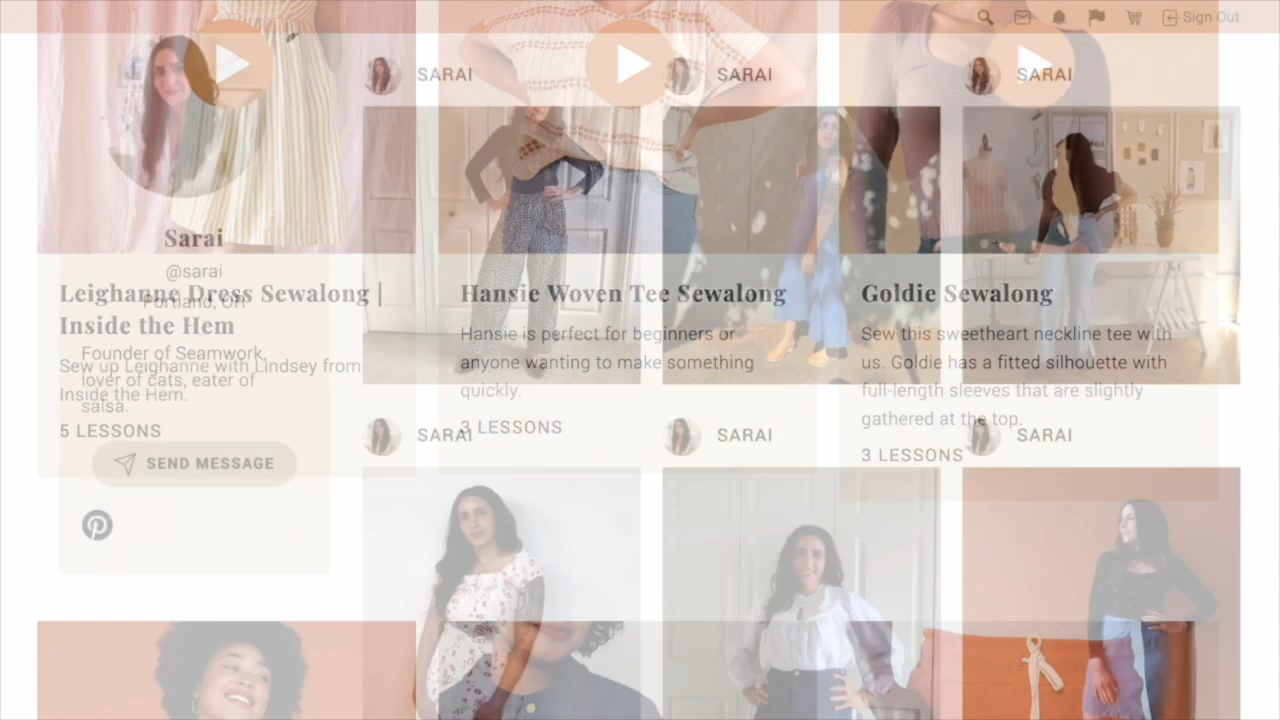 Sign Out
SARAI
SARAI
SARAI
Sarai
@sarai
Portland, OR
Founder of Seamwork,
lover of cats, eater of
salsa.
SEND MESSAGE
Leighanne Dress Sewalong |
Inside the Hem
Sew up Leighanne with Lindsey from
Inside the Hem.
5 LESSONS
Hansie Woven Tee Sewalong
Hansie is perfect for beginners or
anyone wanting to make something
quickly.
3 LESSONS
Goldie Sewalong
Sew this sweetheart neckline tee with
us. Goldie has a fitted silhouette with
full-length sleeves that are slightly
gathered at the top.
3 LESSONS
SARAI
SARAI
SARAI